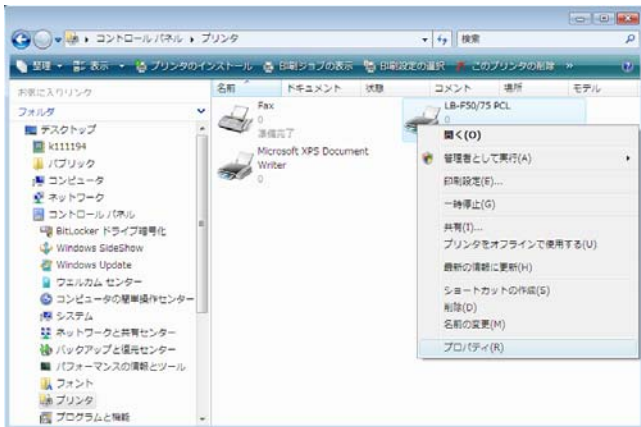 コントロール パネル ▸ プリンタ
検索
整理 表示 プリンタのインストール 印刷ジョブの表示 印刷設定の選択 このプリンタの削除 »
お気に入りリンク
フォルダ
デスクトップ
k111194
パブリック
コンピュータ
ネットワーク
コントロール パネル
BitLocker ドライブ暗号化
Windows SideShow
Windows Update
ウェルカム センター
コンピュータの簡単操作センター
システム
ネットワークと共有センター
バックアップと復元センター
パフォーマンスの情報とツール
フォント
プリンタ
プログラムと機能
名前 ドキュメント 状態 コメント 場所 モデル
Fax
0
準備完了
Microsoft XPS Document
Writer
0
LB-F50/75 PCL
0
開く(O)
管理者として実行(A)
印刷設定(E)...
一時停止(G)
共有(I)...
プリンタをオフラインで使用する(U)
最新の情報に更新(H)
ショートカットの作成(S)
削除(D)
名前の変更(M)
プロパティ(R)